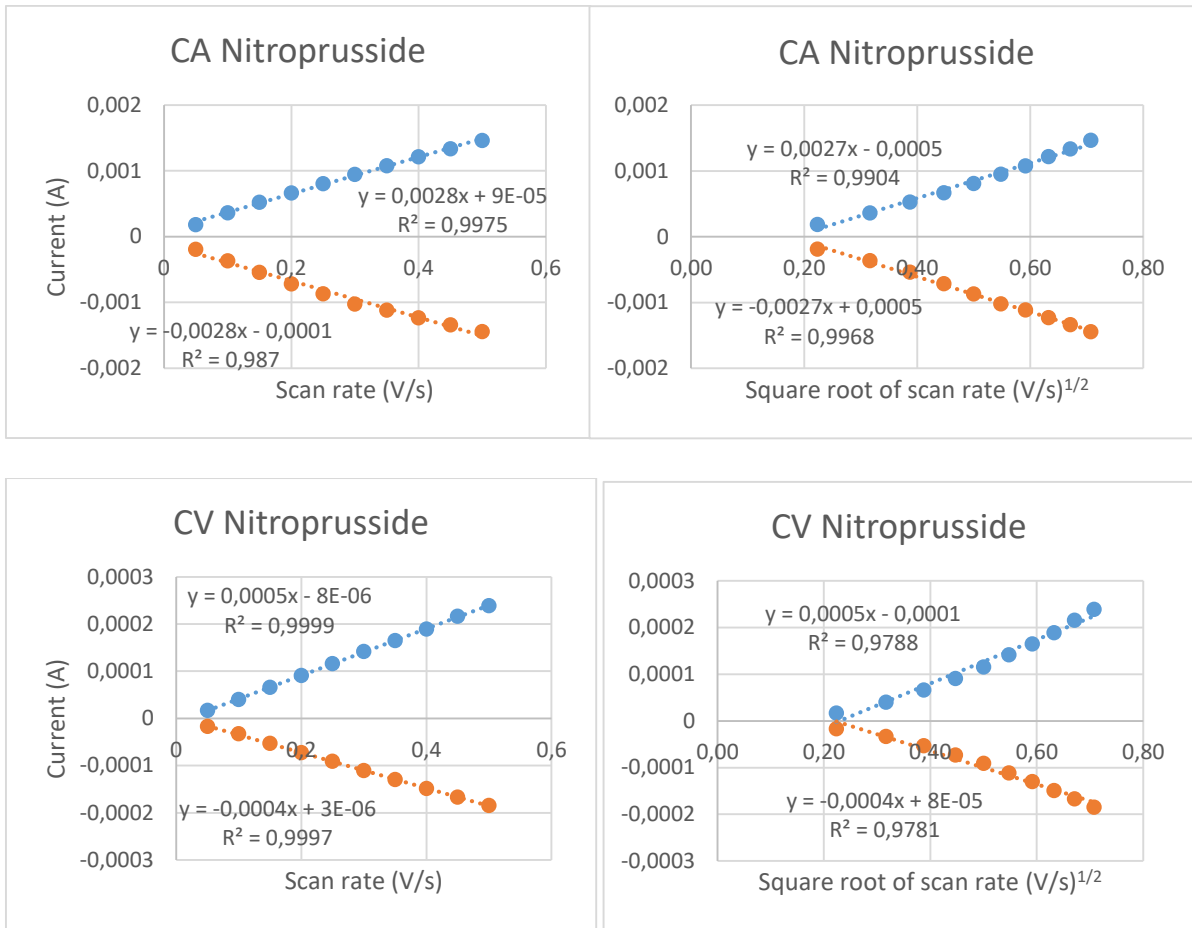 CA Nitroprusside
0,002
0,001
0
-0,001
-0,002
0
0,2
0,4
0,6
Current (A)
Scan rate (V/s)
y = 0,0028x + 9E-05
R² = 0,9975
y = -0,0028x - 0,0001
R² = 0,987
CA Nitroprusside
0,002
0,001
0
-0,001
-0,002
0,00
0,20
0,40
0,60
0,80
y = 0,0027x - 0,0005
R² = 0,9904
y = -0,0027x + 0,0005
R² = 0,9968
Square root of scan rate (V/s)¹ᐟ²
CV Nitroprusside
0,0003
0,0002
0,0001
0
-0,0001
-0,0002
-0,0003
0
0,2
0,4
0,6
Current (A)
Scan rate (V/s)
y = 0,0005x - 8E-06
R² = 0,9999
y = -0,0004x + 3E-06
R² = 0,9997
CV Nitroprusside
0,0003
0,0002
0,0001
0
-0,0001
-0,0002
-0,0003
0,00
0,20
0,40
0,60
0,80
y = 0,0005x - 0,0001
R² = 0,9788
y = -0,0004x + 8E-05
R² = 0,9781
Square root of scan rate (V/s)¹ᐟ²